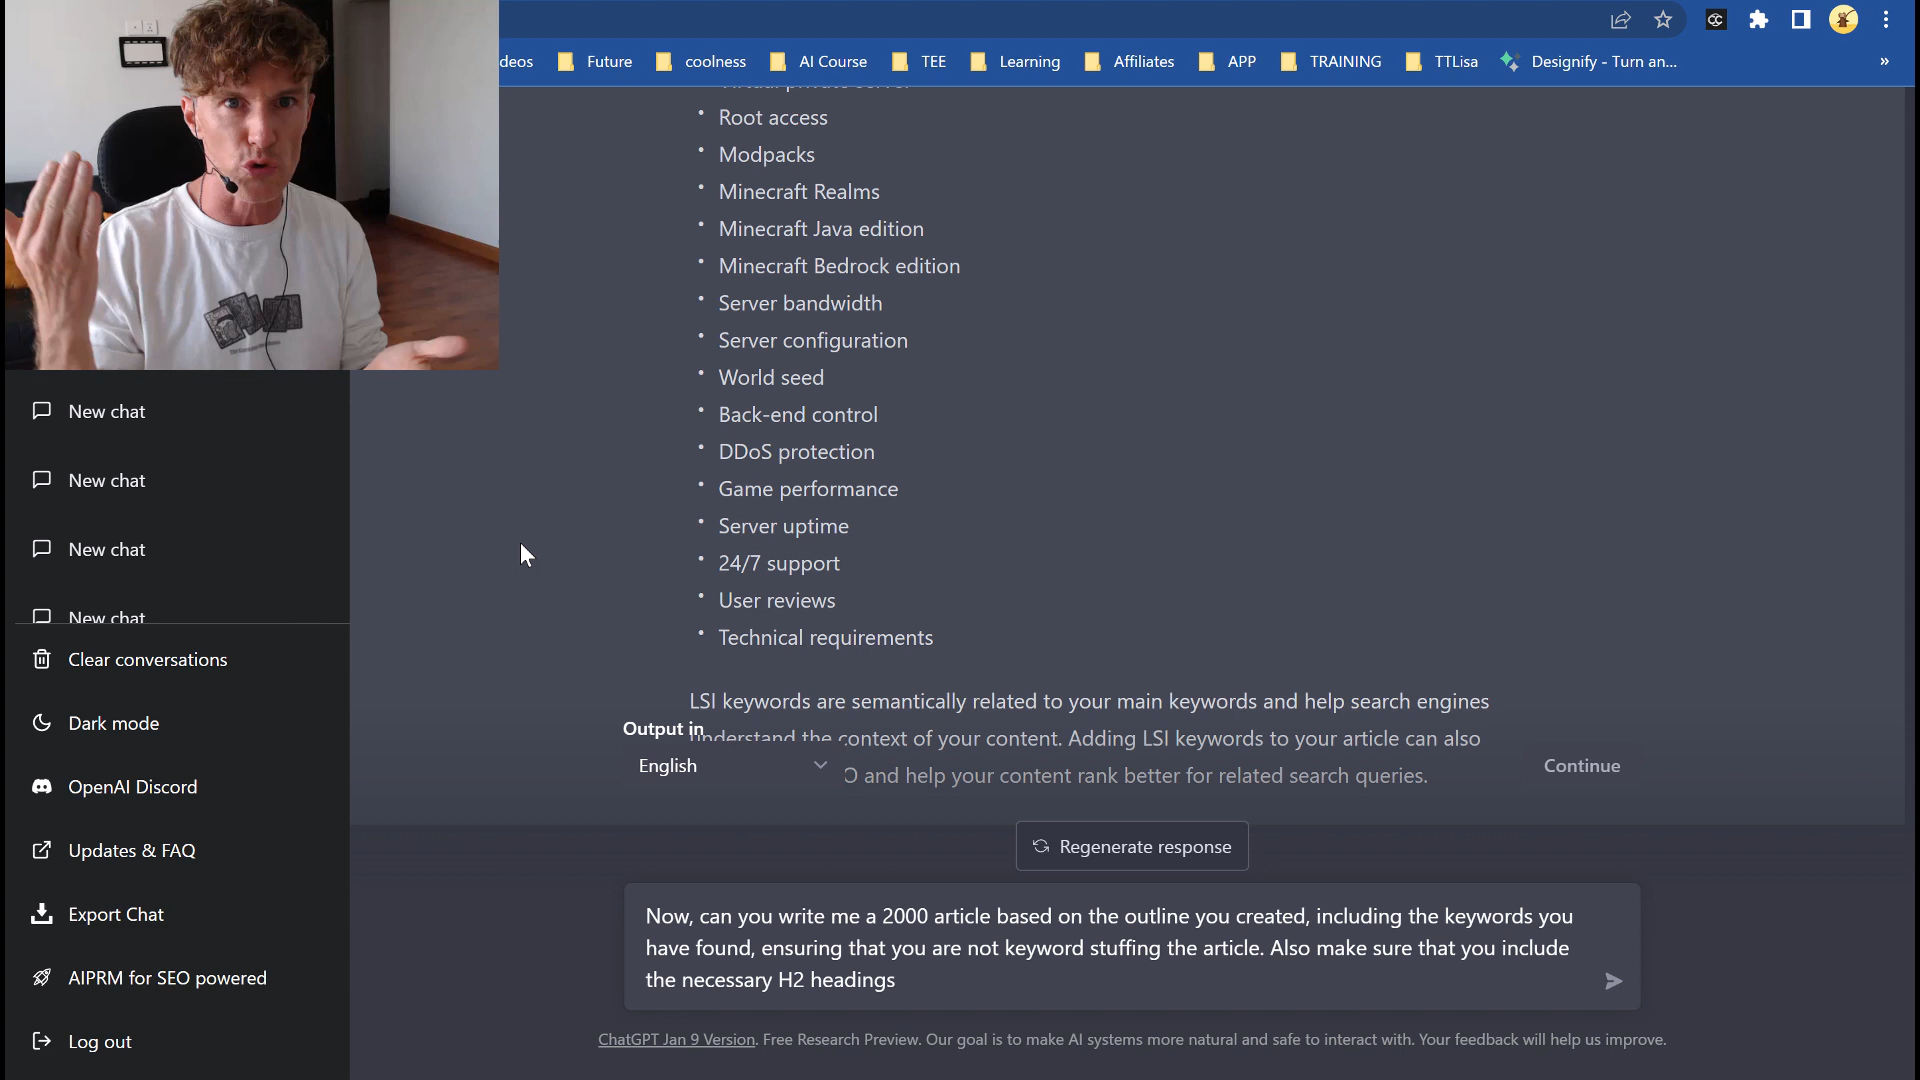 deos
Future
coolness
AI Course
TEE
Learning
Affiliates
APP
TRAINING
TTLisa
Designify - Turn an...
»
Virtual private server
Root access
Modpacks
Minecraft Realms
Minecraft Java edition
Minecraft Bedrock edition
Server bandwidth
Server configuration
World seed
Back-end control
DDoS protection
Game performance
Server uptime
24/7 support
User reviews
Technical requirements
LSI keywords are semantically related to your main keywords and help search engines
understand the context of your content. Adding LSI keywords to your article can also
O and help your content rank better for related search queries.
Output in
English
Continue
Regenerate response
Now, can you write me a 2000 article based on the outline you created, including the keywords you
have found, ensuring that you are not keyword stuffing the article. Also make sure that you include
the necessary H2 headings
ChatGPT Jan 9 Version. Free Research Preview. Our goal is to make AI systems more natural and safe to interact with. Your feedback will help us improve.
New chat
New chat
New chat
New chat
Clear conversations
Dark mode
OpenAI Discord
Updates & FAQ
Export Chat
AIPRM for SEO powered
Log out